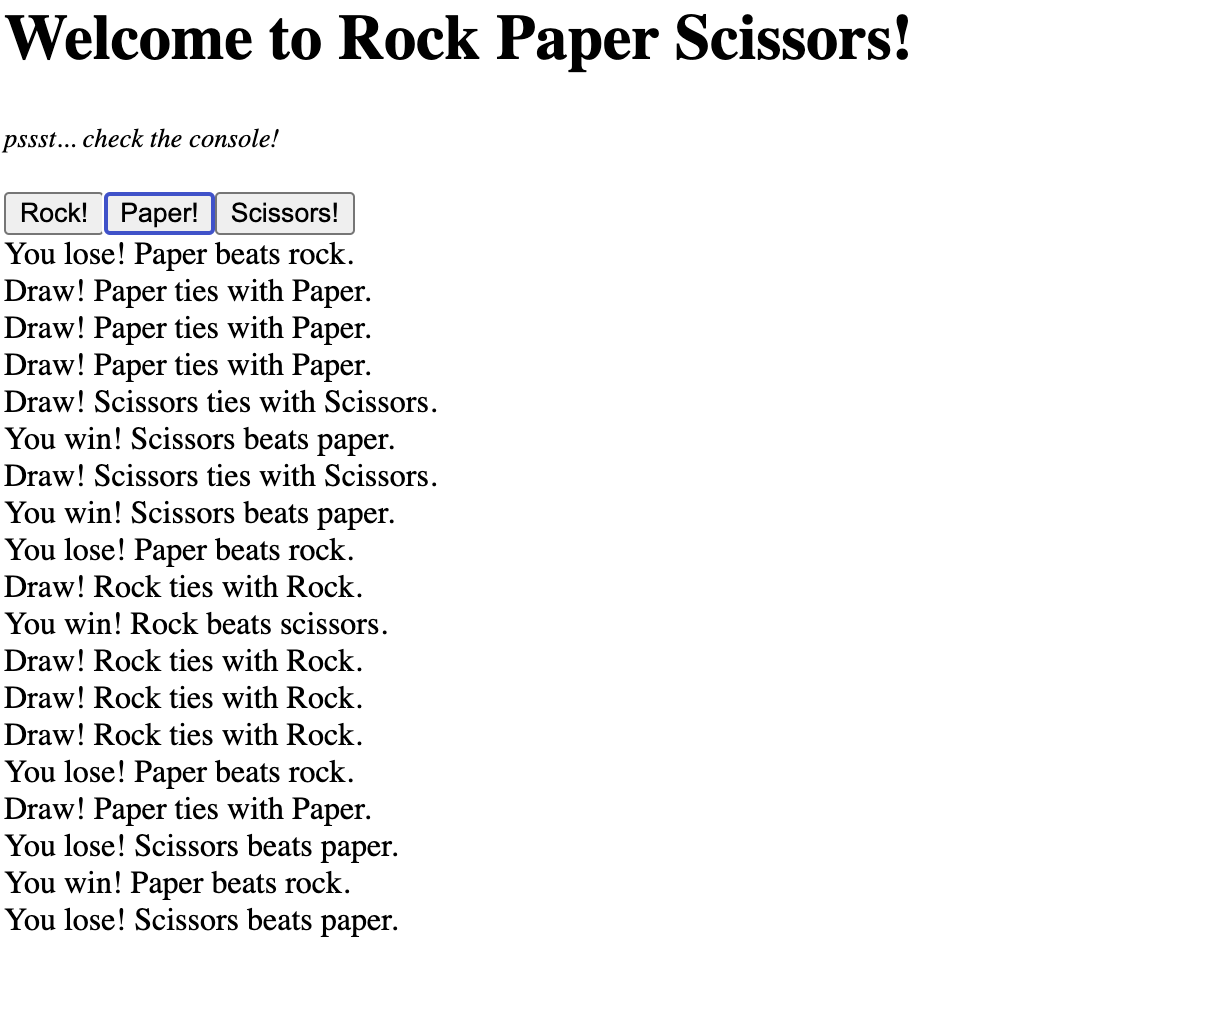 Welcome to Rock Paper Scissors!
pssst... check the console!
Rock! Paper! Scissors!
You lose! Paper beats rock.
Draw! Paper ties with Paper.
Draw! Paper ties with Paper.
Draw! Paper ties with Paper.
Draw! Scissors ties with Scissors.
You win! Scissors beats paper.
Draw! Scissors ties with Scissors.
You win! Scissors beats paper.
You lose! Paper beats rock.
Draw! Rock ties with Rock.
You win! Rock beats scissors.
Draw! Rock ties with Rock.
Draw! Rock ties with Rock.
Draw! Rock ties with Rock.
You lose! Paper beats rock.
Draw! Paper ties with Paper.
You lose! Scissors beats paper.
You win! Paper beats rock.
You lose! Scissors beats paper.